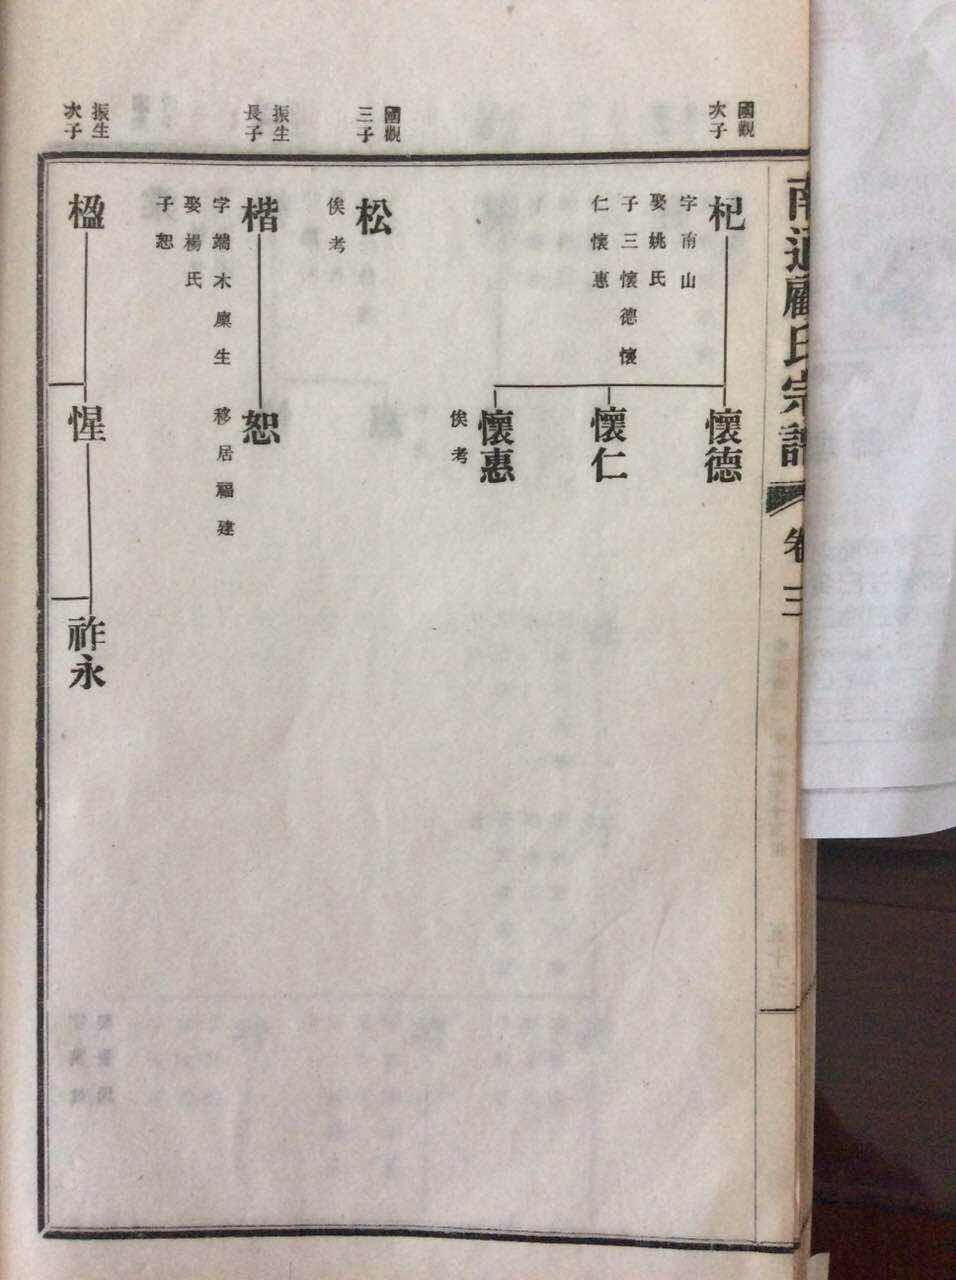 南通顧氏宗譜
卷三
國觀
次子
杞
字南山
娶姚氏
子三懷德懷
仁懷惠
懷德
懷仁
懷惠
俟考
國觀
三子
松
俟考
振生
長子
楷
字端木廩生
娶楊氏
子恕
恕
移居福建
振生
次子
楹
惺
祚永